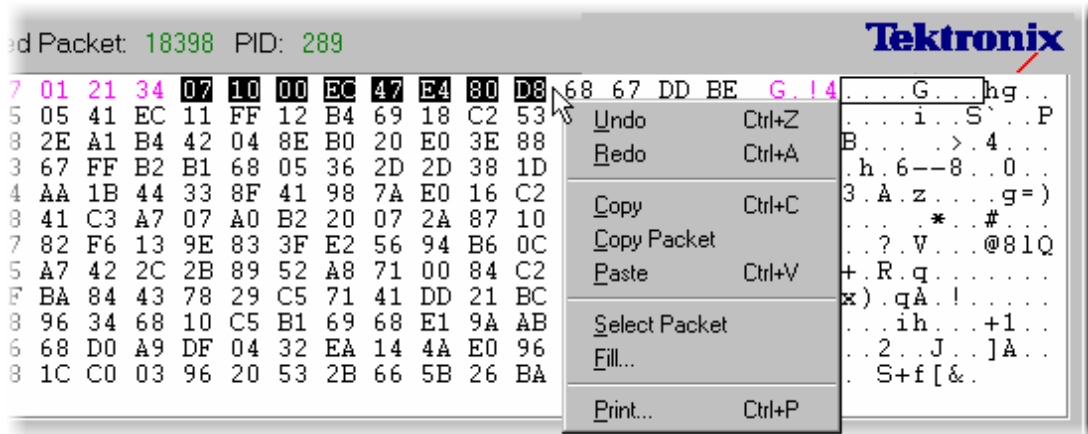 ed Packet: 18398 PID: 289
Tektronix
7 01 21 34 07 10 00 EC 47 E4 80 D8 68 67 DD BE G.!4....G...hg..
5 05 41 EC 11 FF 12 B4 69 18 C2 53 ....i..S`..P
8 2E A1 B4 42 04 8E B0 20 E0 3E 88 B... .>.4...
3 67 FF B2 B1 68 05 36 2D 2D 38 1D .h.6--8..0..
4 AA 1B 44 33 8F 41 98 7A E0 16 C2 3.A.z....g=)
8 41 C3 A7 07 A0 B2 20 07 2A 87 10 ... .*..#...
7 82 F6 13 9E 83 3F E2 56 94 B6 0C ..?.V...@81Q
5 A7 42 2C 2B 89 52 A8 71 00 84 C2 +.R.q.......
F BA 84 43 78 29 C5 71 41 DD 21 BC x).qA.!.....
8 96 34 68 10 C5 B1 69 68 E1 9A AB ...ih...+1..
6 68 D0 A9 DF 04 32 EA 14 4A E0 96 ..2..J..]A..
8 1C C0 03 96 20 53 2B 66 5B 26 BA . S+f[&.
Undo Ctrl+Z
Redo Ctrl+A
Copy Ctrl+C
Copy Packet
Paste Ctrl+V
Select Packet
Fill...
Print... Ctrl+P